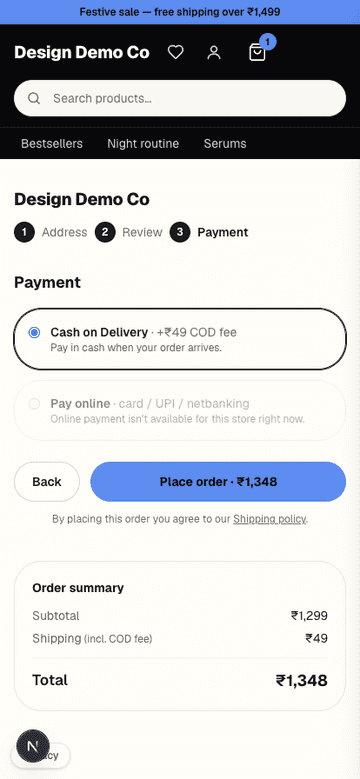 Festive sale — free shipping over ₹1,499
Design Demo Co
1
Search products...
Bestsellers Night routine Serums
Design Demo Co
1 Address 2 Review 3 Payment
Payment
Cash on Delivery · +₹49 COD fee
Pay in cash when your order arrives.
Pay online · card / UPI / netbanking
Online payment isn't available for this store right now.
Back Place order · ₹1,348
By placing this order you agree to our Shipping policy.
Order summary
Subtotal ₹1,299
Shipping (incl. COD fee) ₹49
Total ₹1,348
N